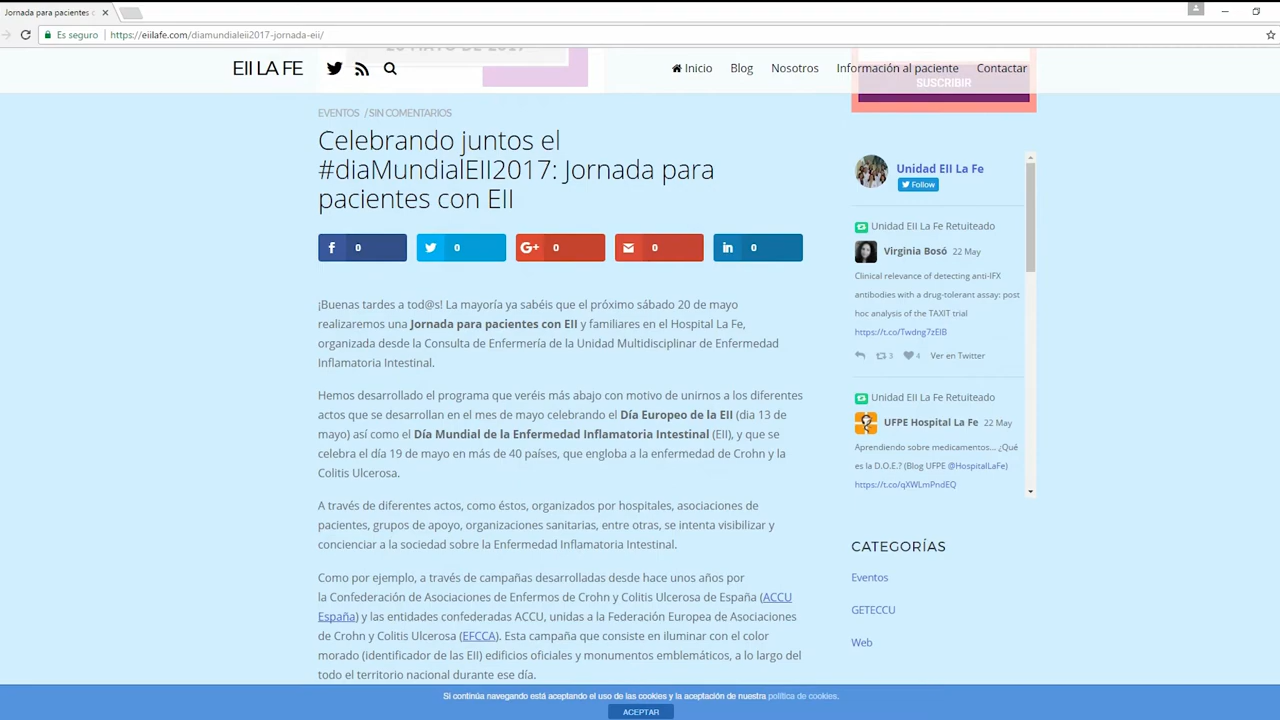 Jornada para pacientes c
Es seguro
https://eiilafe.com/diamundialeii2017-jornada-eii/
20 MAYO DE 2017
EII LA FE
Inicio
Blog
Nosotros
Información al paciente
Contactar
SUSCRIBIR
EVENTOS / SIN COMENTARIOS
Celebrando juntos el
#diaMundialEII2017: Jornada para
pacientes con EII
0
0
0
0
0
¡Buenas tardes a tod@s! La mayoría ya sabéis que el próximo sábado 20 de mayo
realizaremos una Jornada para pacientes con EII y familiares en el Hospital La Fe,
organizada desde la Consulta de Enfermería de la Unidad Multidisciplinar de Enfermedad
Inflamatoria Intestinal.
Hemos desarrollado el programa que veréis más abajo con motivo de unirnos a los diferentes
actos que se desarrollan en el mes de mayo celebrando el Día Europeo de la EII (dia 13 de
mayo) así como el Día Mundial de la Enfermedad Inflamatoria Intestinal (EII), y que se
celebra el día 19 de mayo en más de 40 países, que engloba a la enfermedad de Crohn y la
Colitis Ulcerosa.
A través de diferentes actos, como éstos, organizados por hospitales, asociaciones de
pacientes, grupos de apoyo, organizaciones sanitarias, entre otras, se intenta visibilizar y
concienciar a la sociedad sobre la Enfermedad Inflamatoria Intestinal.
Como por ejemplo, a través de campañas desarrolladas desde hace unos años por
la Confederación de Asociaciones de Enfermos de Crohn y Colitis Ulcerosa de España (ACCU
España) y las entidades confederadas ACCU, unidas a la Federación Europea de Asociaciones
de Crohn y Colitis Ulcerosa (EFCCA). Esta campaña que consiste en iluminar con el color
morado (identificador de las EII) edificios oficiales y monumentos emblemáticos, a lo largo del
todo el territorio nacional durante ese día.
Unidad EII La Fe
Follow
Unidad EII La Fe Retuiteado
Virginia Bosó 22 May
Clinical relevance of detecting anti-IFX
antibodies with a drug-tolerant assay: post
hoc analysis of the TAXIT trial
https://t.co/Twdng7zEIB
3
4
Ver en Twitter
Unidad EII La Fe Retuiteado
UFPE Hospital La Fe 22 May
Aprendiendo sobre medicamentos... ¿Qué
es la D.O.E.? (Blog UFPE @HospitalLaFe)
https://t.co/qXWLmPndEQ
CATEGORÍAS
Eventos
GETECCU
Web
Si continúa navegando está aceptando el uso de las cookies y la aceptación de nuestra política de cookies.
ACEPTAR